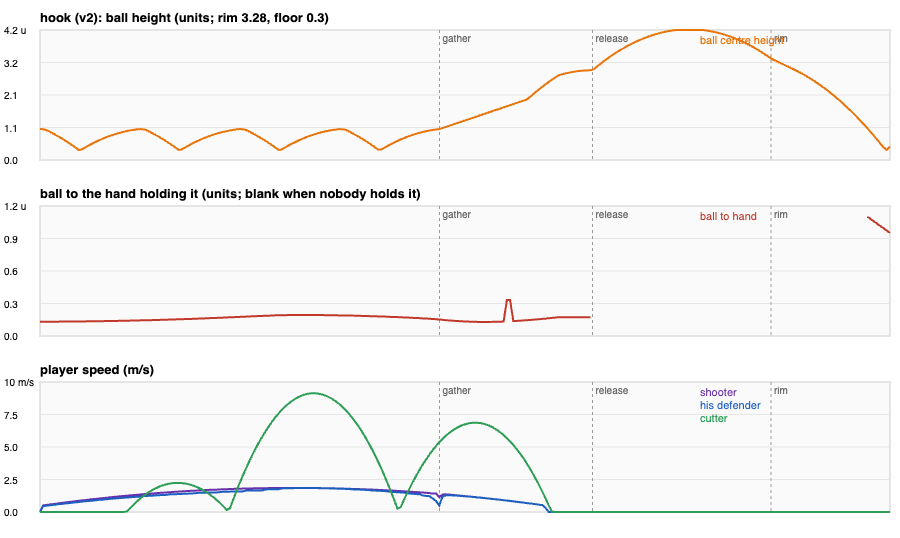 hook (v2): ball height (units; rim 3.28, floor 0.3)
4.2 u
gather
release
ball centre height
rim
3.2
2.1
1.1
0.0
ball to the hand holding it (units; blank when nobody holds it)
1.2 u
gather
release
ball to hand
rim
0.9
0.6
0.3
0.0
player speed (m/s)
10 m/s
gather
release
shooter
rim
his defender
cutter
7.5
5.0
2.5
0.0